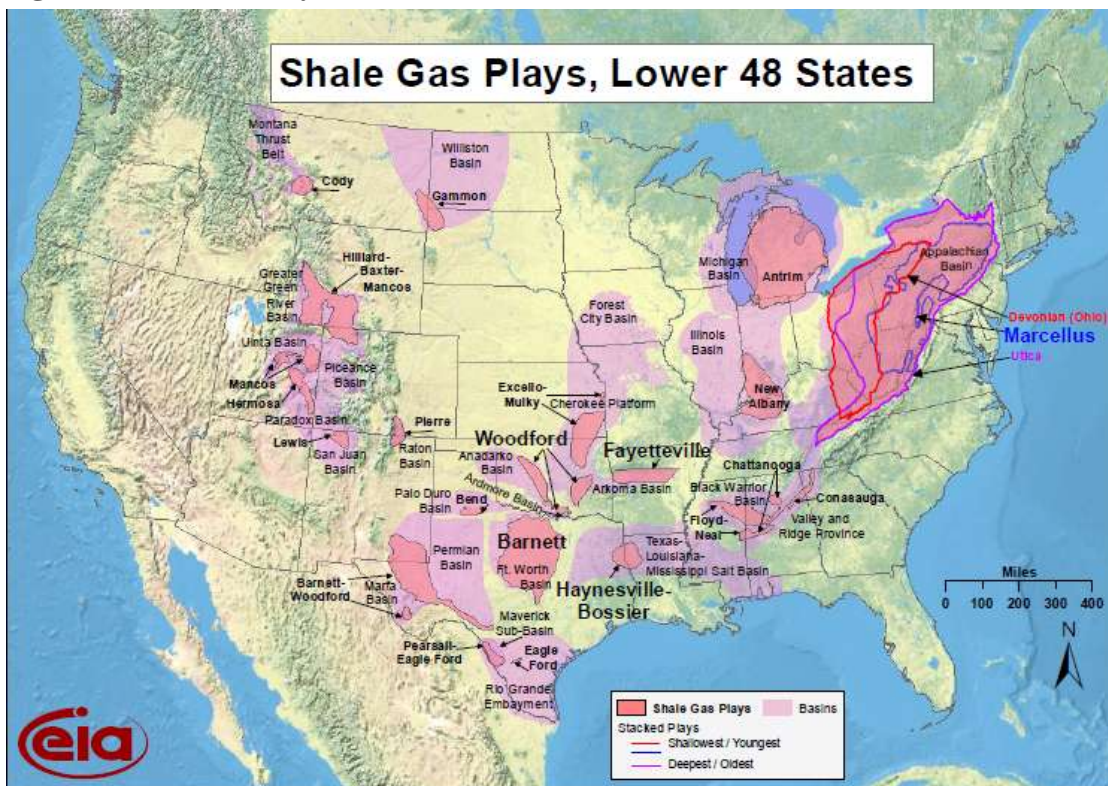 Shale Gas Plays, Lower 48 States
Montana
Thrust
Belt
Cody
Williston
Basin
Gammon
Hilliard-
Baxter-
Mancos
Greater
Green
River
Basin
Uinta Basin
Mancos
Piceance
Basin
Hermosa
Paradox Basin
Lewis
San Juan
Basin
Pierre
Raton
Basin
Michigan
Basin
Antrim
Forest
City Basin
Illinois
Basin
New
Albany
Appalachian
Basin
Devonian (Ohio)
Marcellus
Utica
Excello-
Mulky
Cherokee Platform
Woodford
Anadarko
Basin
Fayetteville
Arkoma Basin
Ardmore Basin
Palo Duro
Basin
Bend
Chattanooga
Black Warrior
Basin
Conasauga
Floyd-
Neal
Valley and
Ridge Province
Permian
Basin
Barnett
Ft. Worth
Basin
Texas-
Louisiana-
Mississippi Salt Basin
Haynesville-
Bossier
Barnett-
Woodford
Marfa
Basin
Maverick
Sub-Basin
Pearsall-
Eagle Ford
Eagle
Ford
Rio Grande
Embayment
Miles
0 100 200 300 400
N
Shale Gas Plays
Basins
Stacked Plays
Shallowest / Youngest
Deepest / Oldest
eia